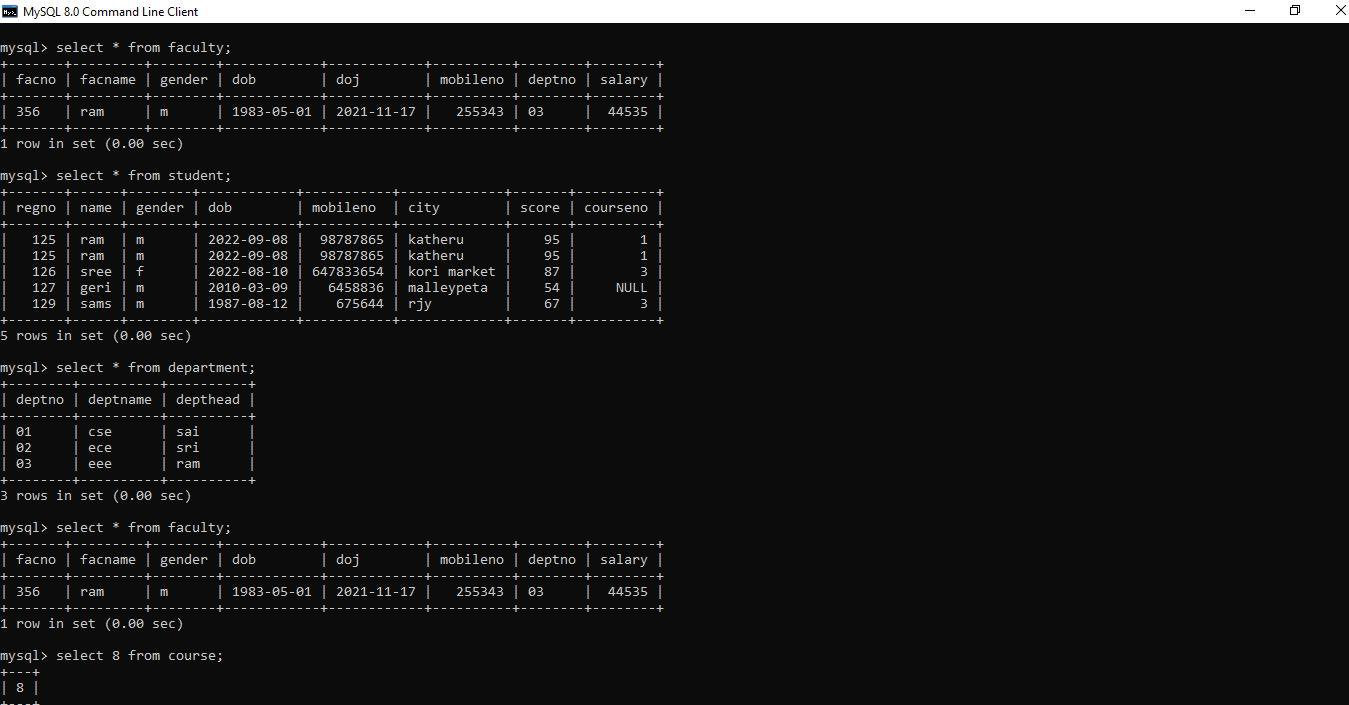 MySQL 8.0 Command Line Client
mysql> select * from faculty;
+-------+---------+--------+------------+------------+----------+--------+--------+
| facno | facname | gender | dob        | doj        | mobileno | deptno | salary |
+-------+---------+--------+------------+------------+----------+--------+--------+
| 356   | ram     | m      | 1983-05-01 | 2021-11-17 |   255343 | 03     |  44535 |
+-------+---------+--------+------------+------------+----------+--------+--------+
1 row in set (0.00 sec)
mysql> select * from student;
+-------+------+--------+------------+-----------+-------------+-------+----------+
| regno | name | gender | dob        | mobileno  | city        | score | courseno |
+-------+------+--------+------------+-----------+-------------+-------+----------+
|   125 | ram  | m      | 2022-09-08 |  98787865 | katheru     |    95 |        1 |
|   125 | ram  | m      | 2022-09-08 |  98787865 | katheru     |    95 |        1 |
|   126 | sree | f      | 2022-08-10 | 647833654 | kori market |    87 |        3 |
|   127 | geri | m      | 2010-03-09 |   6458836 | malleypeta  |    54 |     NULL |
|   129 | sams | m      | 1987-08-12 |    675644 | rjy         |    67 |        3 |
+-------+------+--------+------------+-----------+-------------+-------+----------+
5 rows in set (0.00 sec)
mysql> select * from department;
+--------+----------+----------+
| deptno | deptname | depthead |
+--------+----------+----------+
| 01     | cse      | sai      |
| 02     | ece      | sri      |
| 03     | eee      | ram      |
+--------+----------+----------+
3 rows in set (0.00 sec)
mysql> select * from faculty;
+-------+---------+--------+------------+------------+----------+--------+--------+
| facno | facname | gender | dob        | doj        | mobileno | deptno | salary |
+-------+---------+--------+------------+------------+----------+--------+--------+
| 356   | ram     | m      | 1983-05-01 | 2021-11-17 |   255343 | 03     |  44535 |
+-------+---------+--------+------------+------------+----------+--------+--------+
1 row in set (0.00 sec)
mysql> select 8 from course;
+---+
| 8 |
+---+